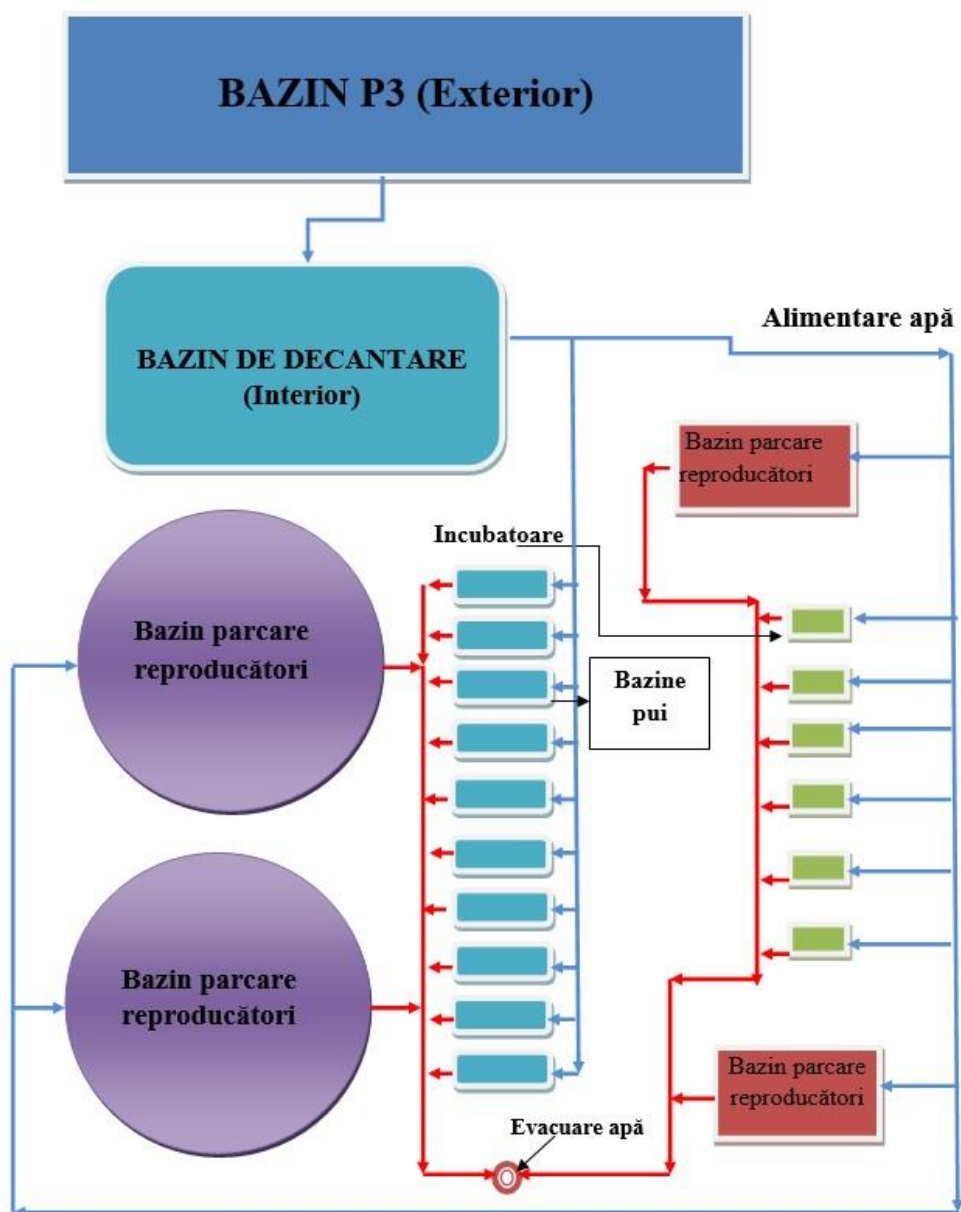 BAZIN P3 (Exterior)
BAZIN DE DECANTARE
(Interior)
Alimentare apă
Bazin parcare
reproducători
Incubatoare
Bazin parcare
reproducători
Bazine
pui
Bazin parcare
reproducători
Bazin parcare
reproducători
Evacuare apă